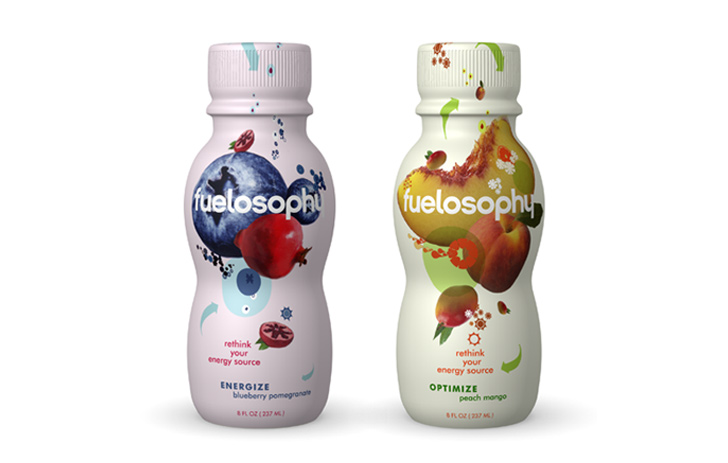 fuelosophy
rethink
your
energy source
ENERGIZE
blueberry pomegranate
8 FL OZ (237 ML)
fuelosophy
rethink
your
energy source
OPTIMIZE
peach mango
8 FL OZ (237 ML)